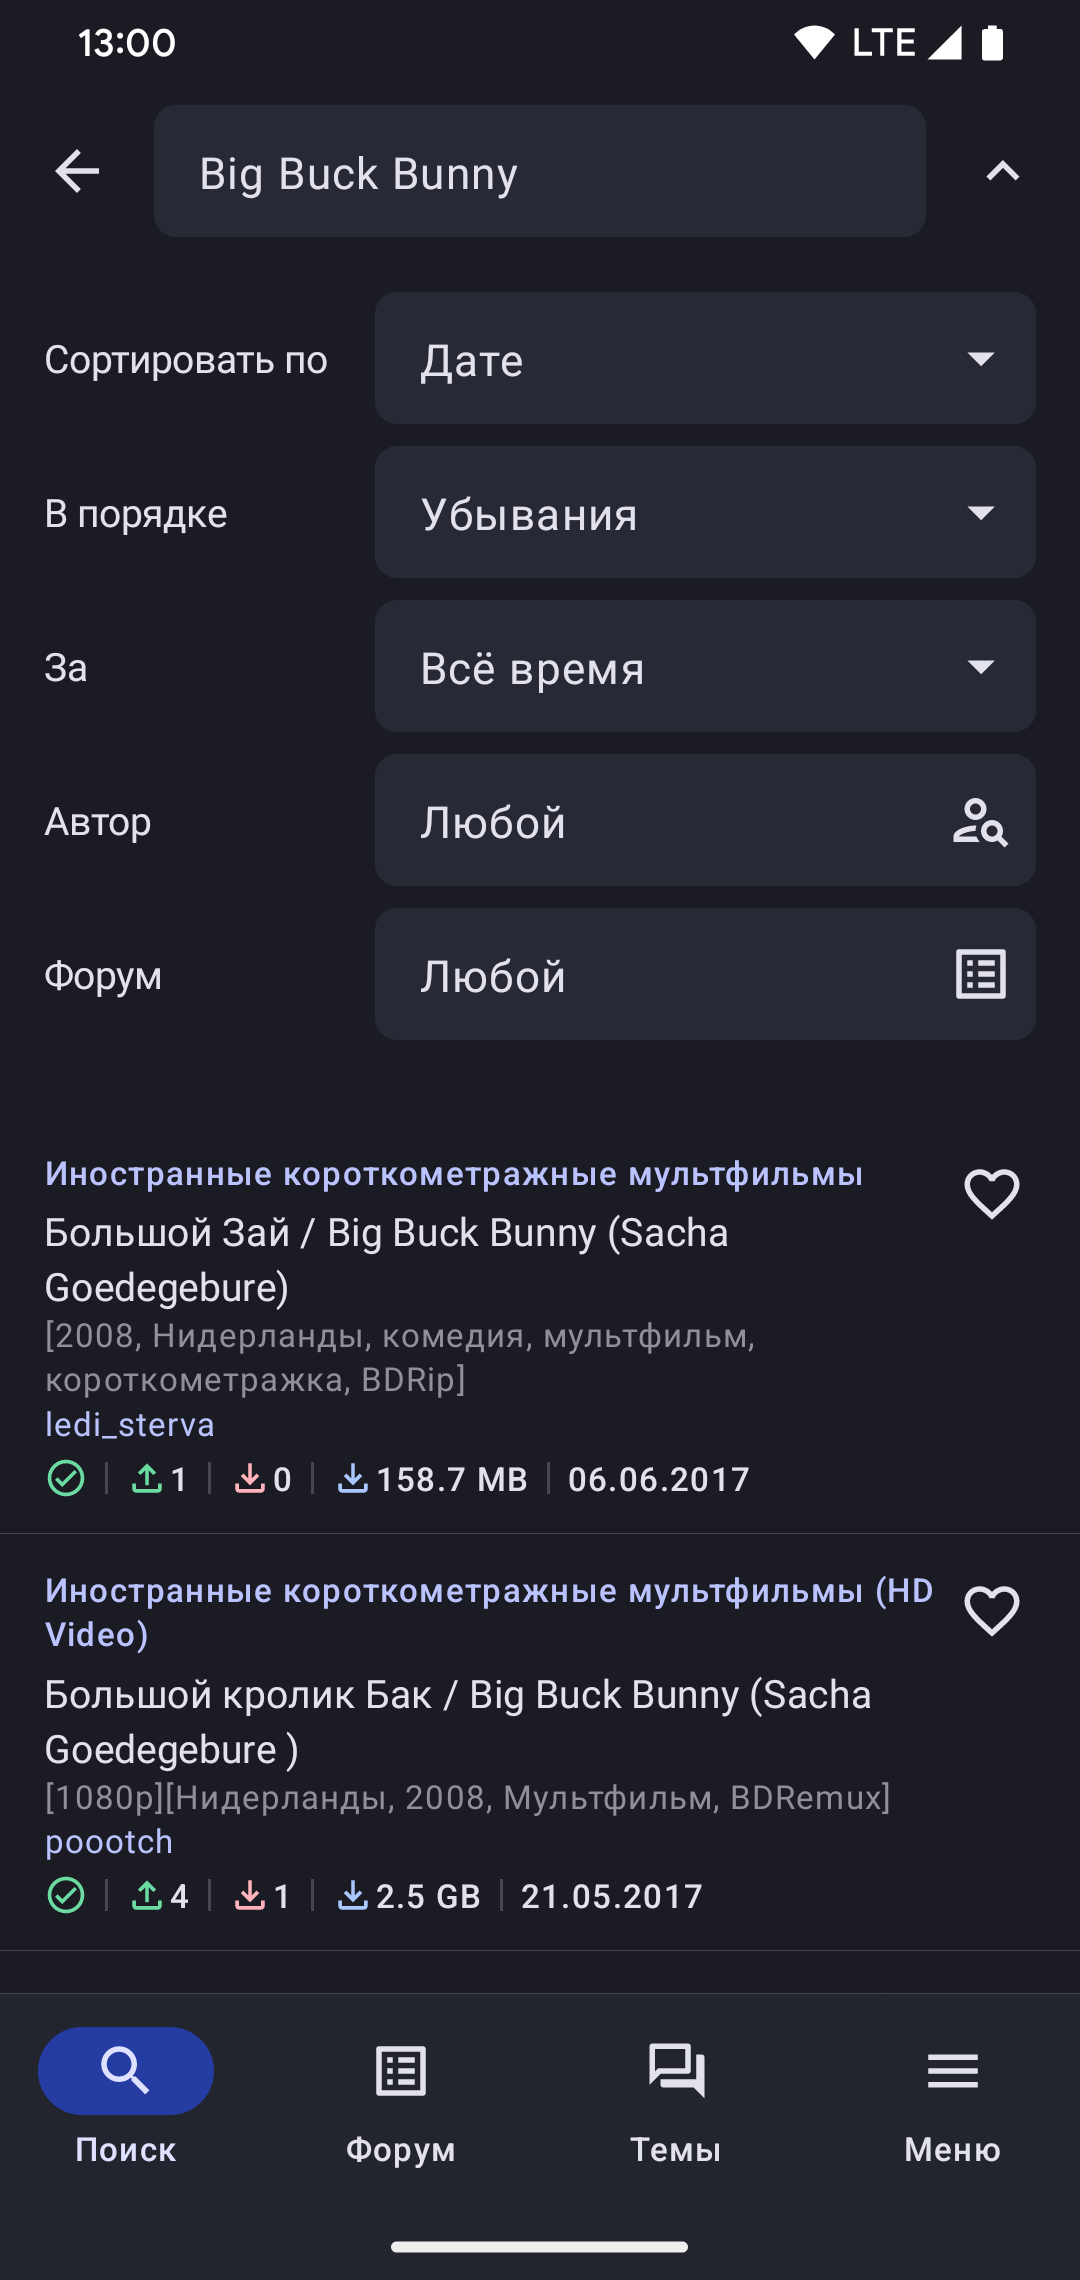 13:00 LTE
Big Buck Bunny
Сортировать по Дате
В порядке Убывания
За Всё время
Автор Любой
Форум Любой
Иностранные короткометражные мультфильмы
Большой Зай / Big Buck Bunny (Sacha
Goedegebure)
[2008, Нидерланды, комедия, мультфильм,
короткометражка, BDRip]
ledi_sterva
1 0 158.7 MB 06.06.2017
Иностранные короткометражные мультфильмы (HD
Video)
Большой кролик Бак / Big Buck Bunny (Sacha
Goedegebure )
[1080p][Нидерланды, 2008, Мультфильм, BDRemux]
poootch
4 1 2.5 GB 21.05.2017
Поиск Форум Темы Меню